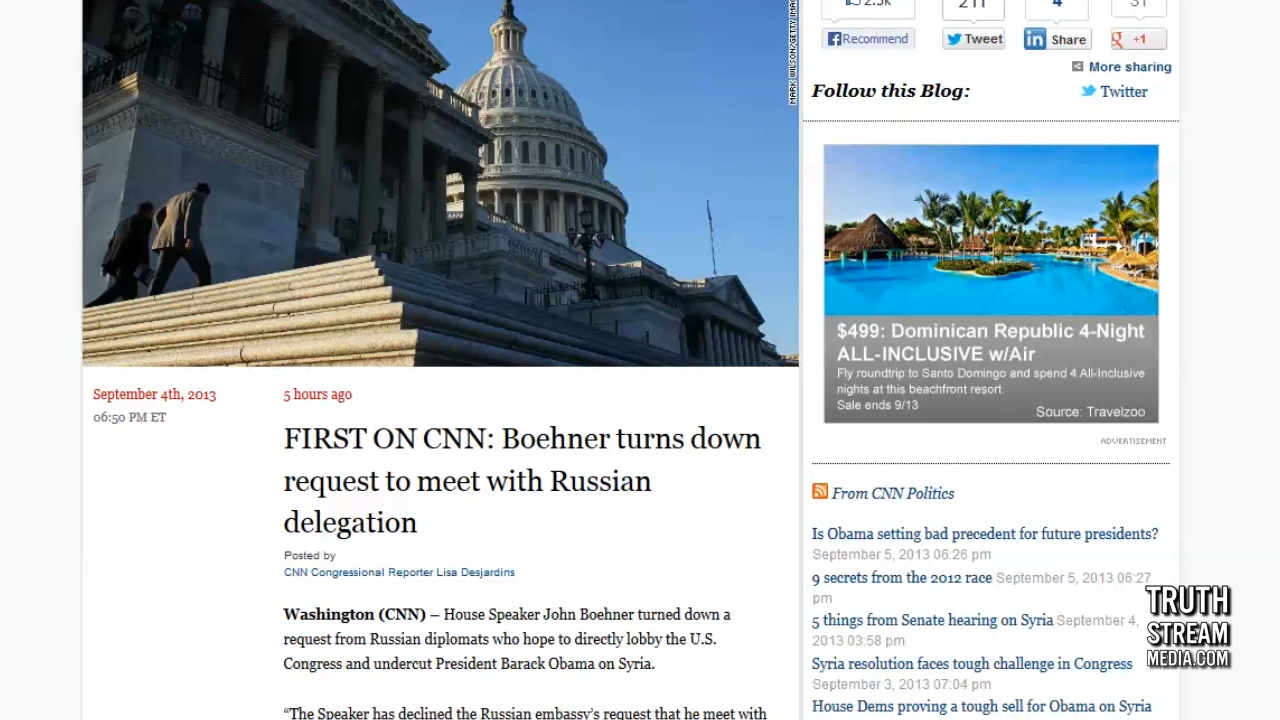 2.5k
211
4
31
Recommend
Tweet
Share
+1
More sharing
Follow this Blog:
Twitter
MARK WILSON/GETTY
$499: Dominican Republic 4-Night
ALL-INCLUSIVE w/Air
Fly roundtrip to Santo Domingo and spend 4 All-Inclusive
nights at this beachfront resort.
Sale ends 9/13
Source: Travelzoo
ADVERTISEMENT
September 4th, 2013
06:50 PM ET
5 hours ago
FIRST ON CNN: Boehner turns down
request to meet with Russian
delegation
Posted by
CNN Congressional Reporter Lisa Desjardins
Washington (CNN) – House Speaker John Boehner turned down a
request from Russian diplomats who hope to directly lobby the U.S.
Congress and undercut President Barack Obama on Syria.
“The Speaker has declined the Russian embassy’s request that he meet with
From CNN Politics
Is Obama setting bad precedent for future presidents?
September 5, 2013 06:26 pm
9 secrets from the 2012 race September 5, 2013 06:27
pm
5 things from Senate hearing on Syria September 4,
2013 03:58 pm
Syria resolution faces tough challenge in Congress
September 3, 2013 07:04 pm
House Dems proving a tough sell for Obama on Syria
TRUTH
STREAM
MEDIA.COM